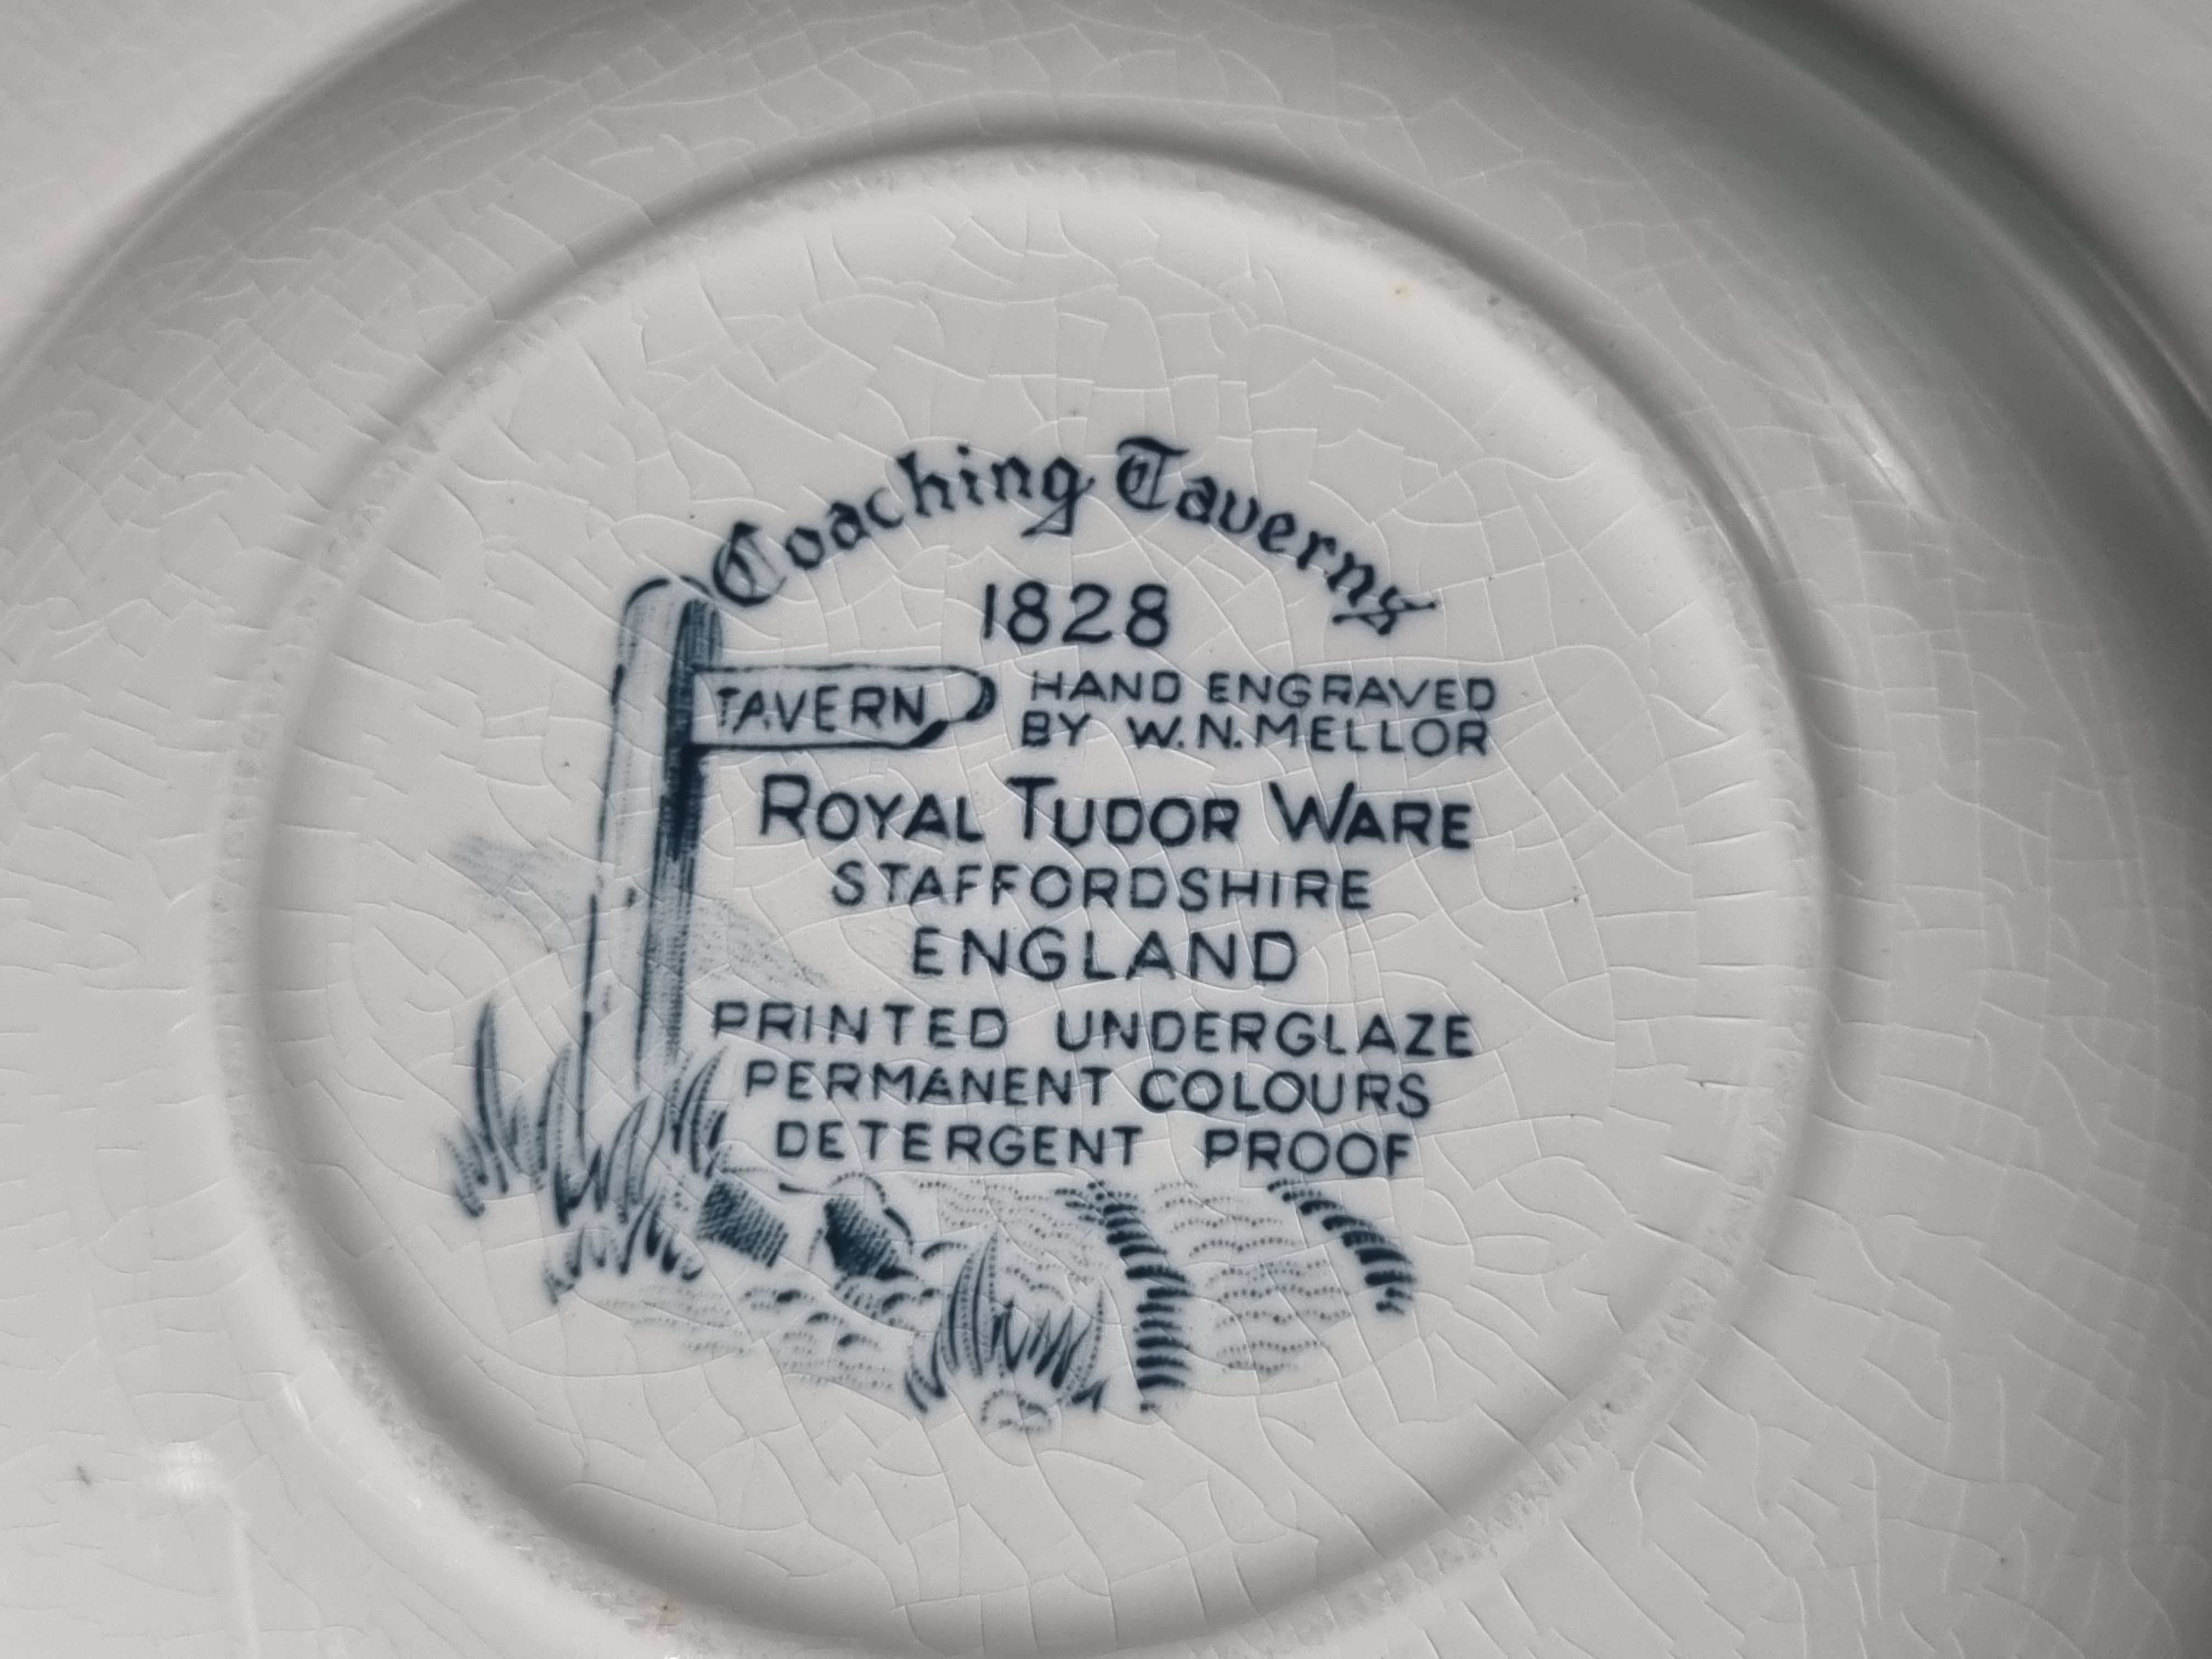 Coaching Taverns
1828
TAVERN
HAND ENGRAVED
BY W.N.MELLOR
ROYAL TUDOR WARE
STAFFORDSHIRE
ENGLAND
PRINTED UNDERGLAZE
PERMANENT COLOURS
DETERGENT PROOF